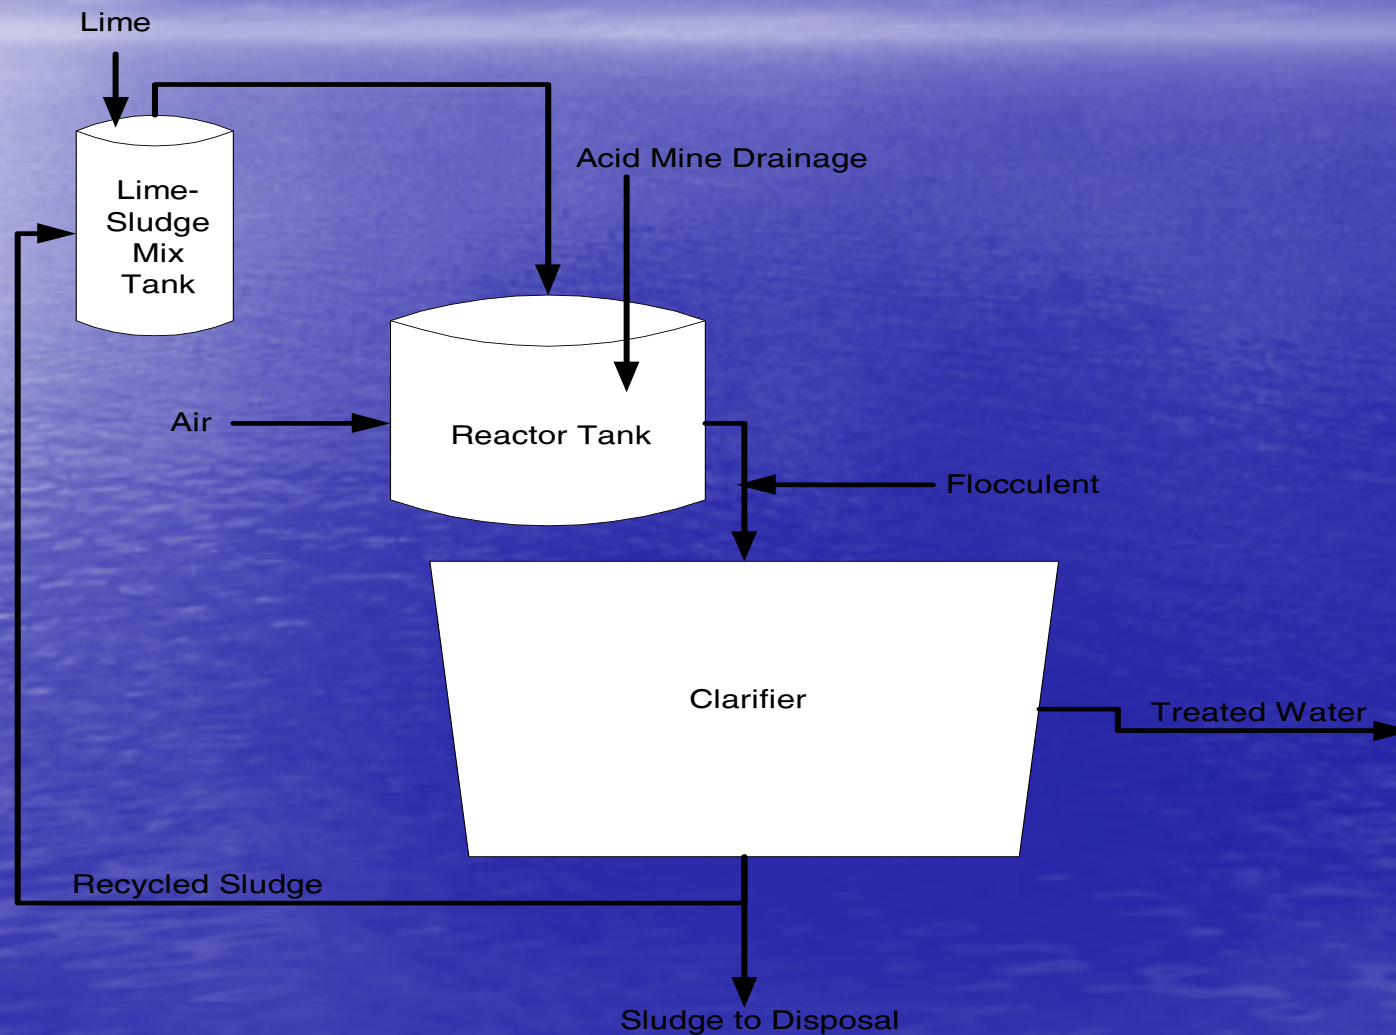 Lime
Lime-
Sludge
Mix
Tank
Acid Mine Drainage
Air
Reactor Tank
Flocculent
Clarifier
Treated Water
Recycled Sludge
Sludge to Disposal